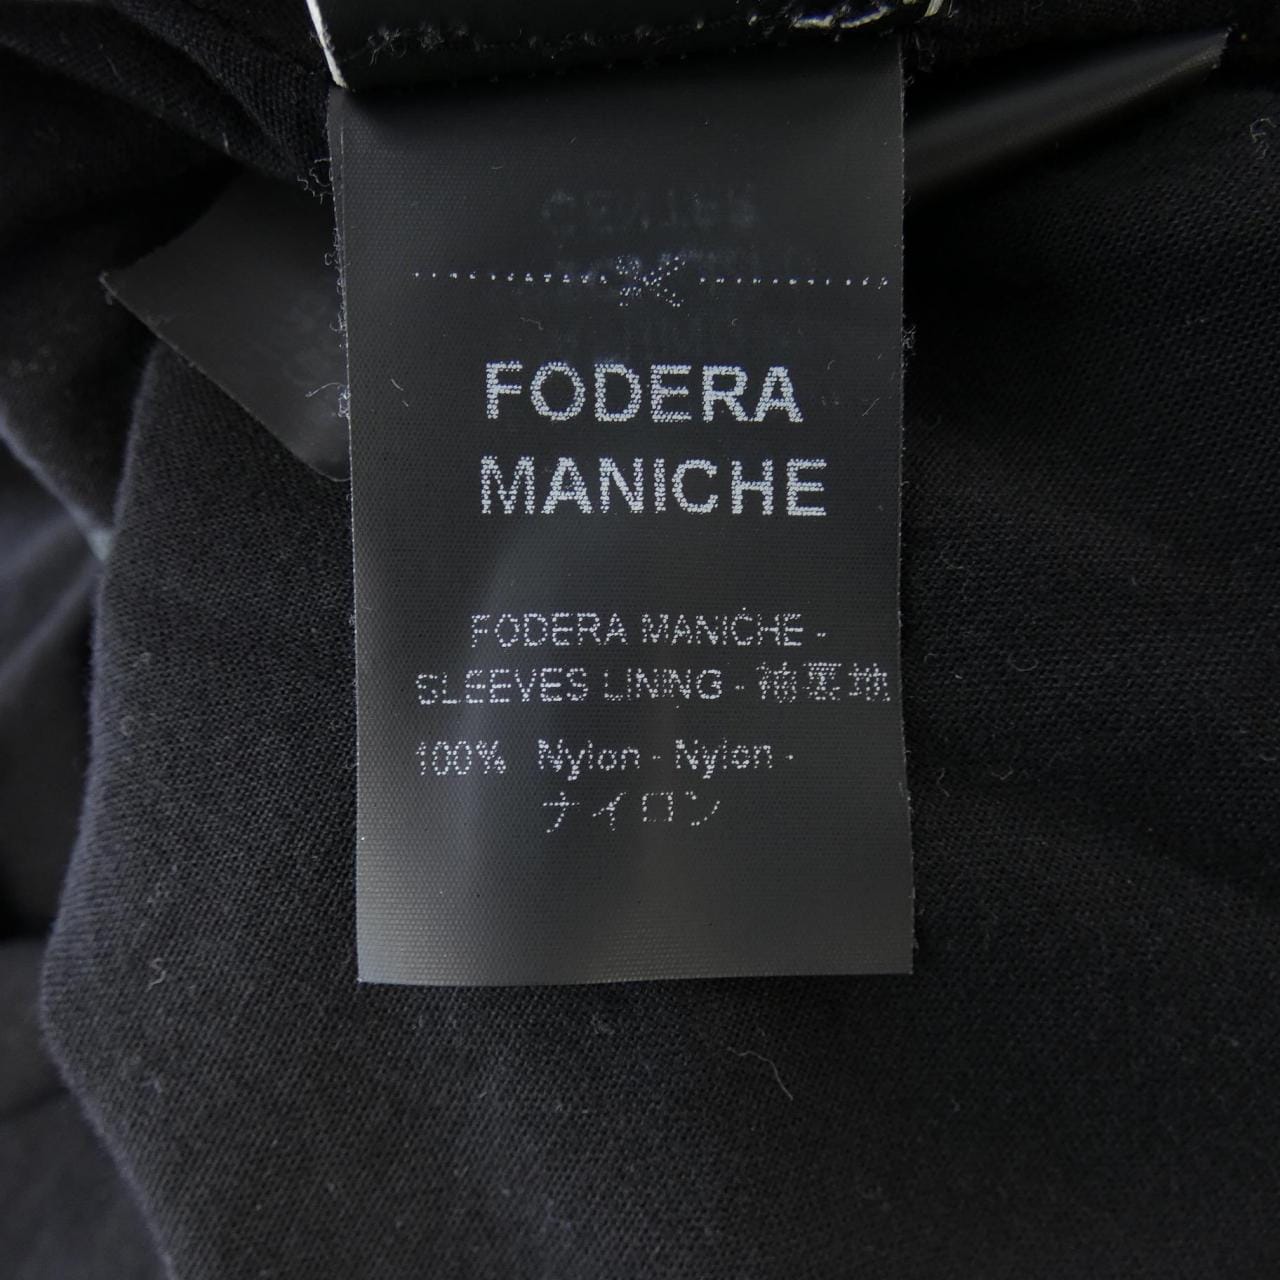 FODERA
MANICHE
FODERA MANICHE -
SLEEVES LINING - 袖裏地
100% Nylon - Nylon -
ナイロン